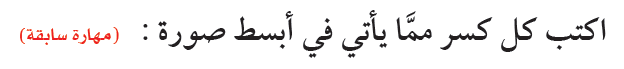 اكتب كل كسر ممَّا يأتي في أبسط صورة : (مهارة سابقة)